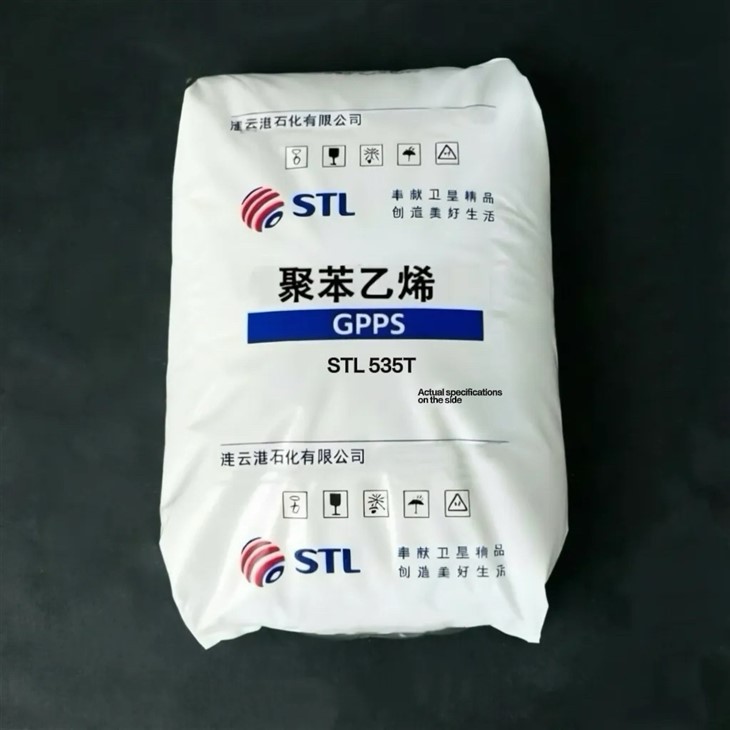 连云港石化有限公司
STL
奉献卫星精品
创造美好生活
聚苯乙烯
GPPS
STL 535T
Actual specifications
on the side
连云港石化有限公司
STL
奉献卫星精品
创造美好生活